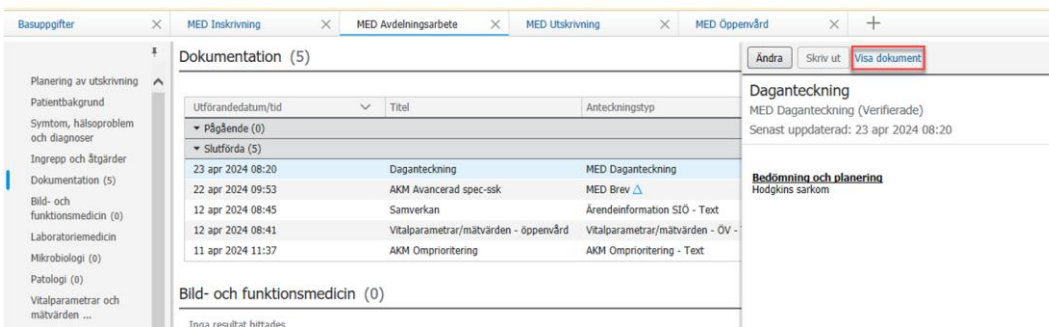 Basuppgifter
MED Inskrivning
MED Avdelningsarbete
MED Utskrivning
MED Öppenvård
Planering av utskrivning
Patientbakgrund
Symtom, hälsoproblem
och diagnoser
Ingrepp och åtgärder
Dokumentation (5)
Bild- och
funktionsmedicin (0)
Laboratoriemedicin
Mikrobiologi (0)
Patologi (0)
Vitalparametrar och
mätvärden ...
Dokumentation (5)
Utförandedatum/tid Titel Anteckningstyp
Pågående (0)
Slutförda (5)
23 apr 2024 08:20 Daganteckning MED Daganteckning
22 apr 2024 09:53 AKM Avancerad spec-ssk MED Brev
12 apr 2024 08:45 Samverkan Ärendeinformation SIÖ - Text
12 apr 2024 08:41 Vitalparametrar/mätvärden - öppenvård Vitalparametrar/mätvärden - ÖV -
11 apr 2024 11:37 AKM Omprioritering AKM Omprioritering - Text
Bild- och funktionsmedicin (0)
Inga resultat hittades
Ändra Skriv ut Visa dokument
Daganteckning
MED Daganteckning (Verifierade)
Senast uppdaterad: 23 apr 2024 08:20
Bedömning och planering
Hodgkins sarkom